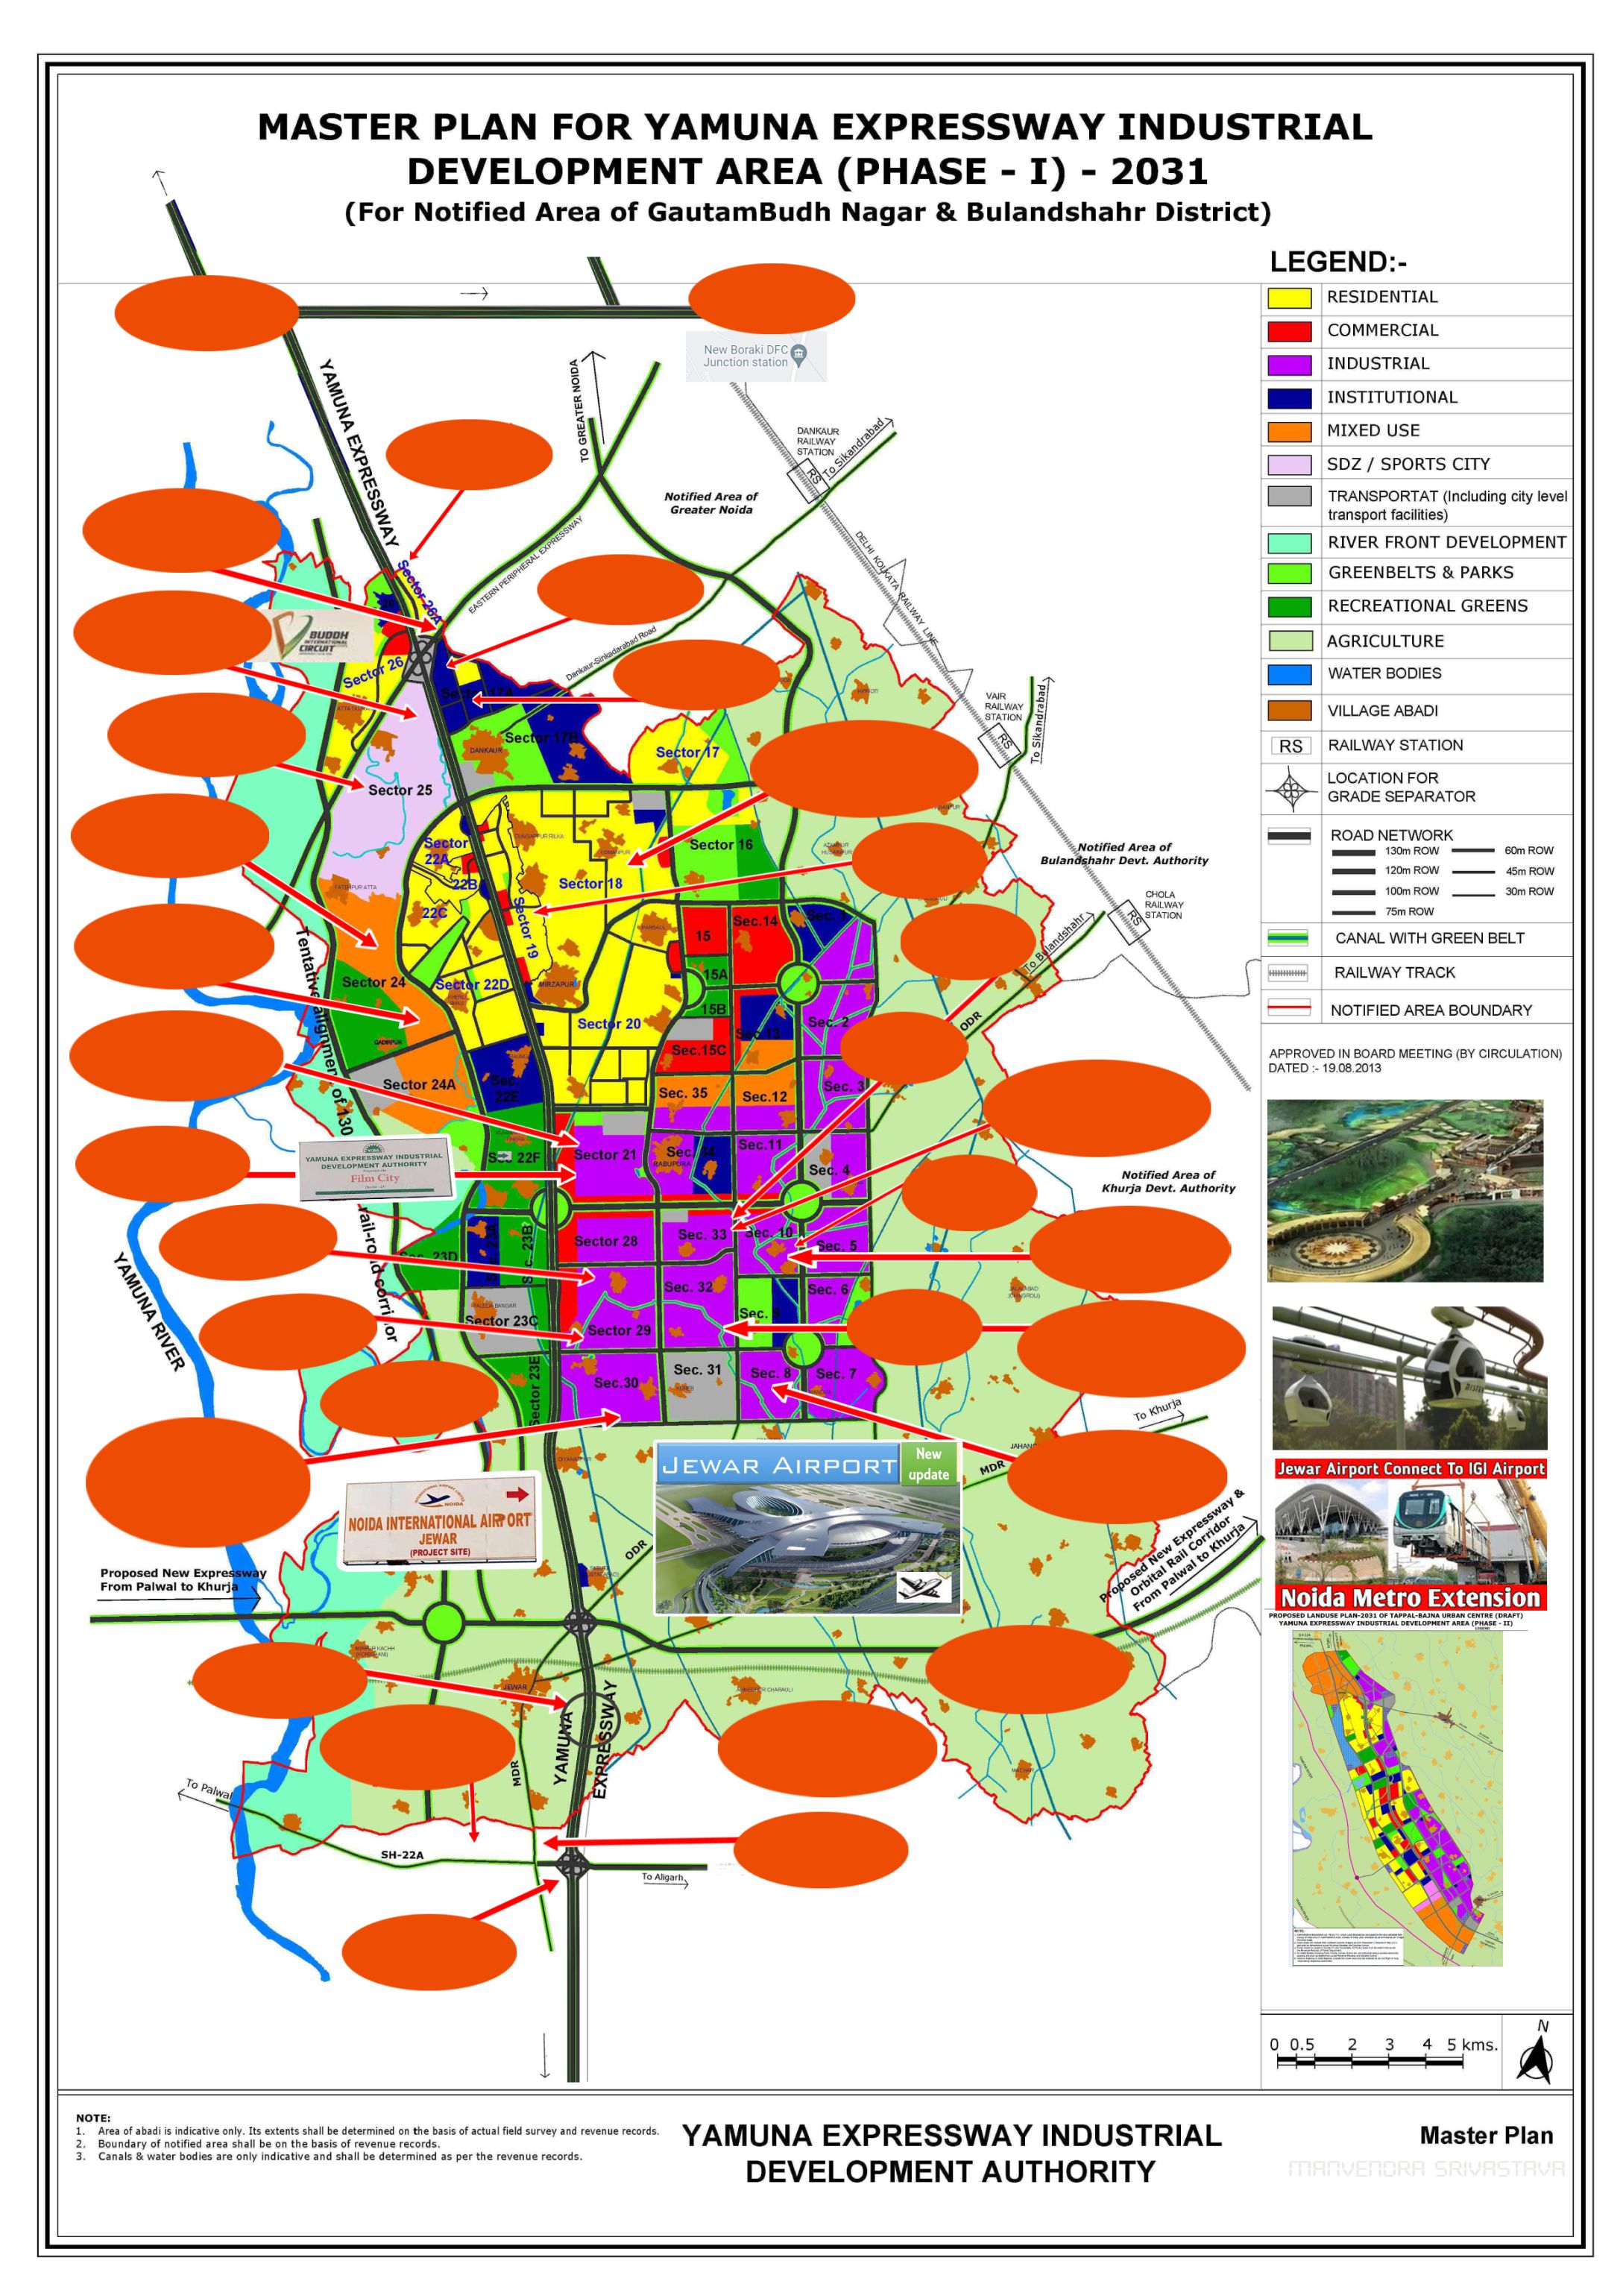 MASTER PLAN FOR YAMUNA EXPRESSWAY INDUSTRIAL
DEVELOPMENT AREA (PHASE - I) - 2031
(For Notified Area of GautamBudh Nagar & Bulandshahr District)
LEGEND:-
RESIDENTIAL
COMMERCIAL
INDUSTRIAL
INSTITUTIONAL
MIXED USE
SDZ / SPORTS CITY
TRANSPORTAT (Including city level
transport facilities)
RIVER FRONT DEVELOPMENT
GREENBELTS & PARKS
RECREATIONAL GREENS
AGRICULTURE
WATER BODIES
VILLAGE ABADI
RS RAILWAY STATION
LOCATION FOR
GRADE SEPARATOR
ROAD NETWORK
130m ROW 60m ROW
120m ROW 45m ROW
100m ROW 30m ROW
75m ROW
CANAL WITH GREEN BELT
RAILWAY TRACK
NOTIFIED AREA BOUNDARY
APPROVED IN BOARD MEETING (BY CIRCULATION)
DATED :- 19.08.2013
Jewar Airport Connect To IGI Airport
Noida Metro Extension
PROPOSED LANDUSE PLAN-2031 OF TAPPAL-BAJNA URBAN CENTRE (DRAFT)
YAMUNA EXPRESSWAY INDUSTRIAL DEVELOPMENT AREA (PHASE - II)
New Boraki DFC
Junction station
YAMUNA EXPRESSWAY
TO GREATER NOIDA
DANKAUR
RAILWAY
STATION
RS
To Sikandrabad
Notified Area of
Greater Noida
DELHI KOLKATA RAILWAY LINE
EASTERN PERIPHERAL EXPRESSWAY
Dankaur-Sinkadarabad Road
Sector 26A
BUDDH
INTERNATIONAL
CIRCUIT
Sector 26
Sector 17A
Sector 17B
DANKAUR
Sector 17
VAIR
RAILWAY
STATION
RS
To Sikandrabad
Sector 25
Sector
22A
22B
22C
Sector 18
Sector 19
Sector 16
Notified Area of
Bulandshahr Devt. Authority
CHOLA
RAILWAY
STATION
RS
To Bulandshahr
ODR
15
Sec.14
Sec. 1
15A
15B
Sector 24
Sector 22D
MIRZAPUR
Sector 20
Sec.15C
Sec.13
Sec. 2
Tentative alignment of 130
rail-road corridor
Sector 24A
Sec.
22E
Sec. 35
Sec.12
Sec. 3
YAMUNA EXPRESSWAY INDUSTRIAL
DEVELOPMENT AUTHORITY
Film City
Sec 22F
Sector 21
Sec. 34
RABUPURA
Sec.11
Sec. 4
Notified Area of
Khurja Devt. Authority
Sec. 23D
Sec. 23B
Sector 28
Sec. 33
Sec. 10
Sec. 5
Sec. 32
Sec. 6
Sec. 9
Sector 23C
Sector 29
YAMUNA RIVER
Sector 23E
Sec.30
Sec. 31
Sec. 8
Sec. 7
To Khurja
MDR
JEWAR AIRPORT
New
update
NOIDA
NOIDA INTERNATIONAL AIRPORT
JEWAR
(PROJECT SITE)
ODR
Proposed New Expressway &
Orbital Rail Corridor
From Palwal to Khurja
Proposed New Expressway
From Palwal to Khurja
JEWAR
YAMUNA
EXPRESSWAY
MDR
To Palwal
SH-22A
To Aligarh
0 0.5 2 3 4 5 kms.
N
NOTE:
1. Area of abadi is indicative only. Its extents shall be determined on the basis of actual field survey and revenue records.
2. Boundary of notified area shall be on the basis of revenue records.
3. Canals & water bodies are only indicative and shall be determined as per the revenue records.
YAMUNA EXPRESSWAY INDUSTRIAL
DEVELOPMENT AUTHORITY
Master Plan
MANVENDRA SRIVASTAVA